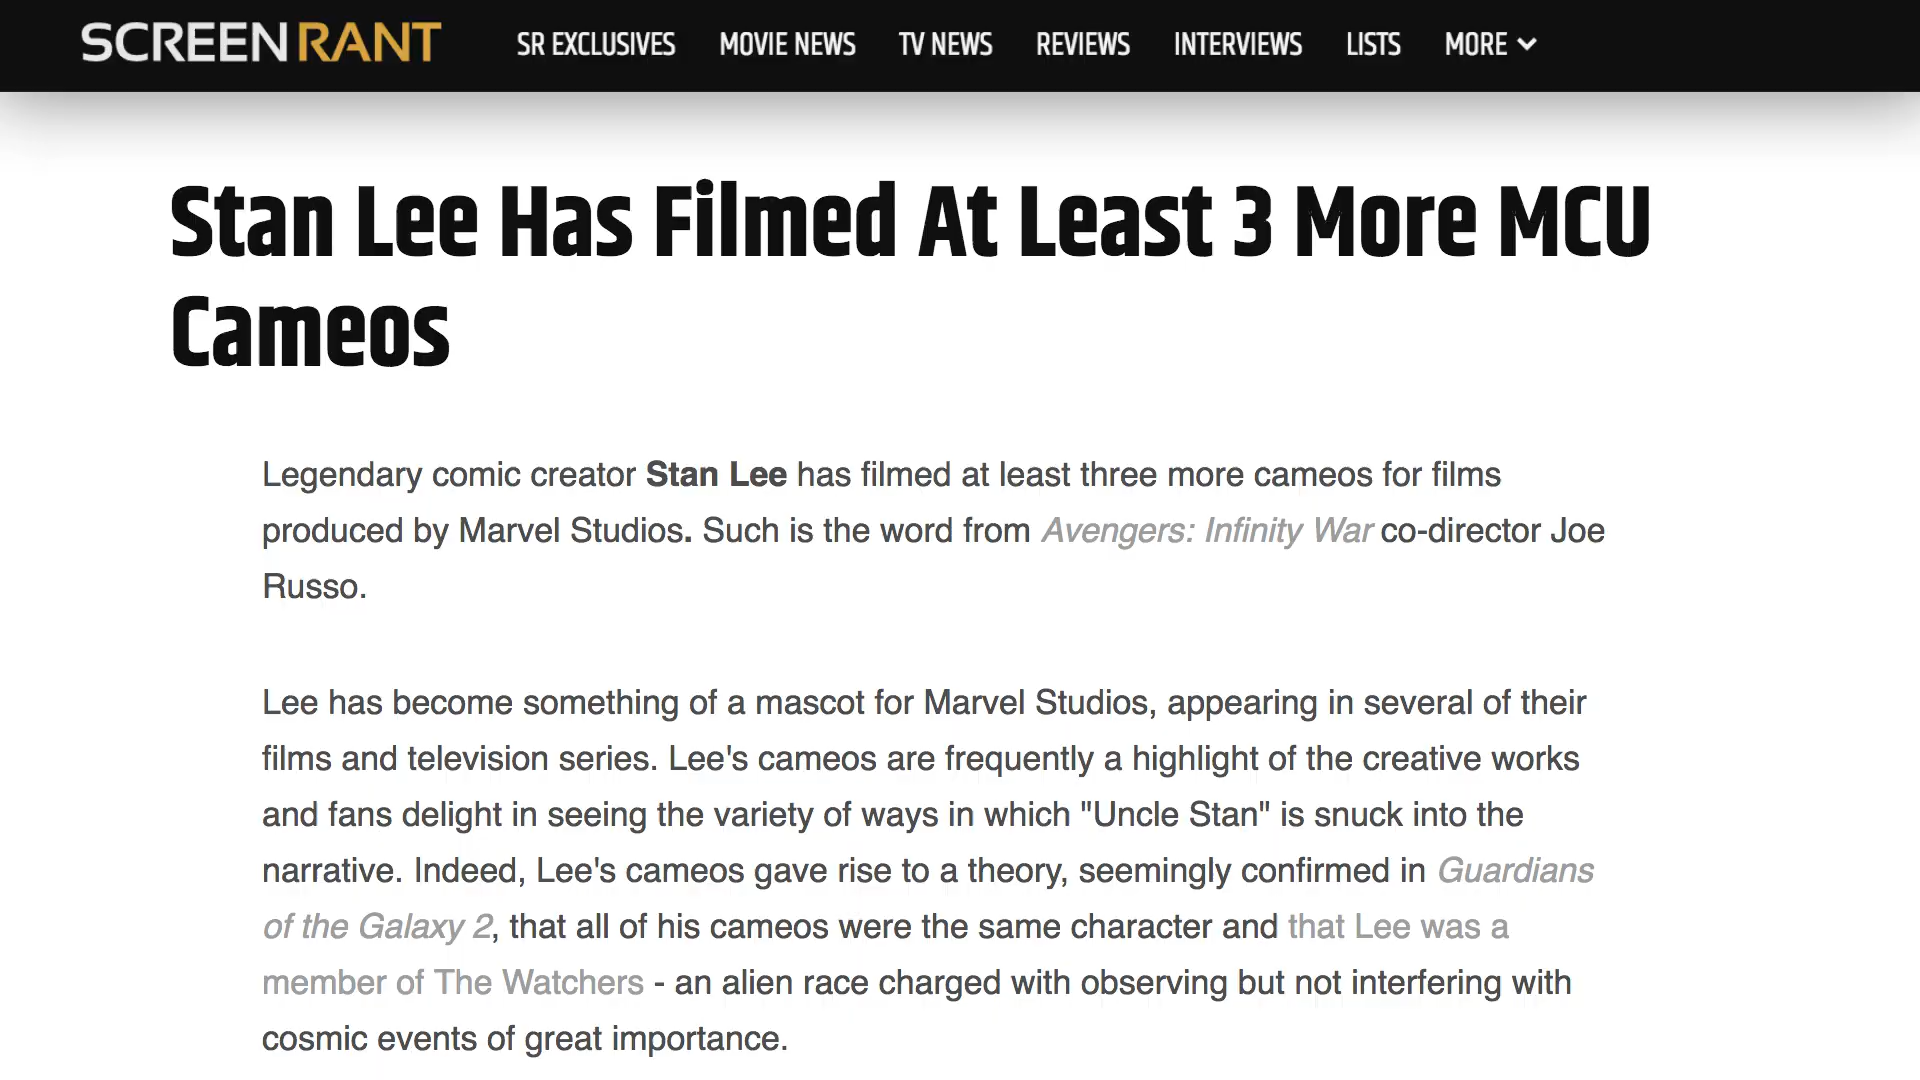 SCREENRANT SR EXCLUSIVES MOVIE NEWS TV NEWS REVIEWS INTERVIEWS LISTS MORE
Stan Lee Has Filmed At Least 3 More MCU
Cameos
Legendary comic creator Stan Lee has filmed at least three more cameos for films
produced by Marvel Studios. Such is the word from Avengers: Infinity War co-director Joe
Russo.
Lee has become something of a mascot for Marvel Studios, appearing in several of their
films and television series. Lee's cameos are frequently a highlight of the creative works
and fans delight in seeing the variety of ways in which "Uncle Stan" is snuck into the
narrative. Indeed, Lee's cameos gave rise to a theory, seemingly confirmed in Guardians
of the Galaxy 2, that all of his cameos were the same character and that Lee was a
member of The Watchers - an alien race charged with observing but not interfering with
cosmic events of great importance.